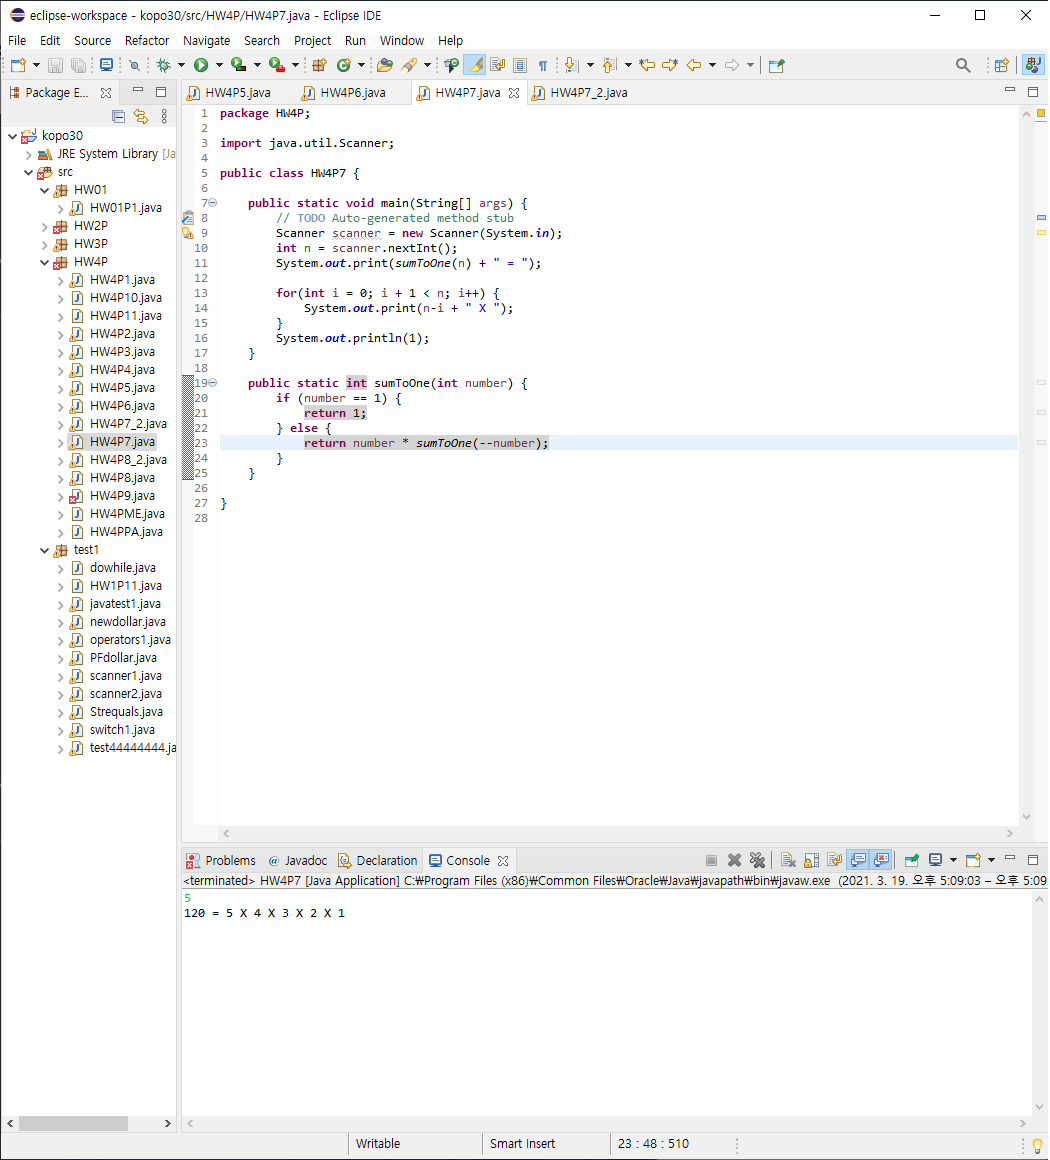 eclipse-workspace - kopo30/src/HW4P/HW4P7.java - Eclipse IDE
File Edit Source Refactor Navigate Search Project Run Window Help
Package E...
HW4P5.java HW4P6.java HW4P7.java HW4P7_2.java
kopo30
JRE System Library [Ja
src
HW01
HW01P1.java
HW2P
HW3P
HW4P
HW4P1.java
HW4P10.java
HW4P11.java
HW4P2.java
HW4P3.java
HW4P4.java
HW4P5.java
HW4P6.java
HW4P7_2.java
HW4P7.java
HW4P8_2.java
HW4P8.java
HW4P9.java
HW4PME.java
HW4PPA.java
test1
dowhile.java
HW1P11.java
javatest1.java
newdollar.java
operators1.java
PFdollar.java
scanner1.java
scanner2.java
Strequals.java
switch1.java
test44444444.ja
1 package HW4P;
2
3 import java.util.Scanner;
4
5 public class HW4P7 {
6
7 public static void main(String[] args) {
8 // TODO Auto-generated method stub
9 Scanner scanner = new Scanner(System.in);
10 int n = scanner.nextInt();
11 System.out.print(sumToOne(n) + " = ");
12
13 for(int i = 0; i + 1 < n; i++) {
14 System.out.print(n-i + " X ");
15 }
16 System.out.println(1);
17 }
18
19 public static int sumToOne(int number) {
20 if (number == 1) {
21 return 1;
22 } else {
23 return number * sumToOne(--number);
24 }
25 }
26
27 }
28
Problems @ Javadoc Declaration Console
<terminated> HW4P7 [Java Application] C:₩Program Files (x86)₩Common Files₩Oracle₩Java₩javapath₩bin₩javaw.exe (2021. 3. 19. 오후 5:09:03 – 오후 5:09
5
120 = 5 X 4 X 3 X 2 X 1
Writable Smart Insert 23 : 48 : 510